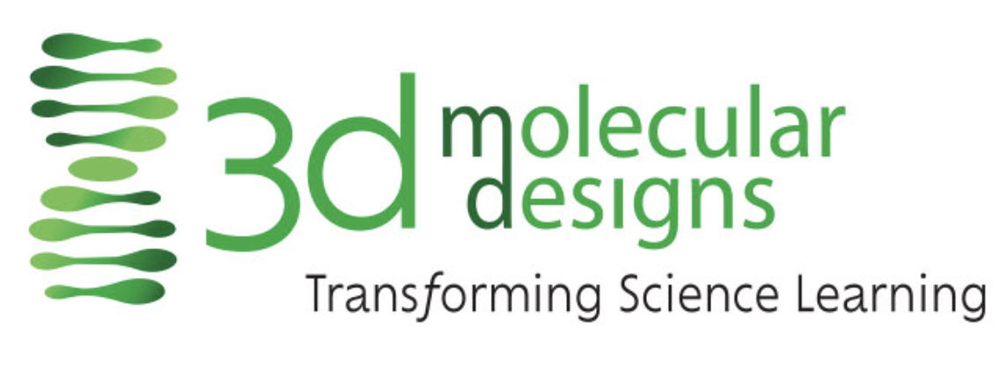 3d molecular
designs
Transforming Science Learning